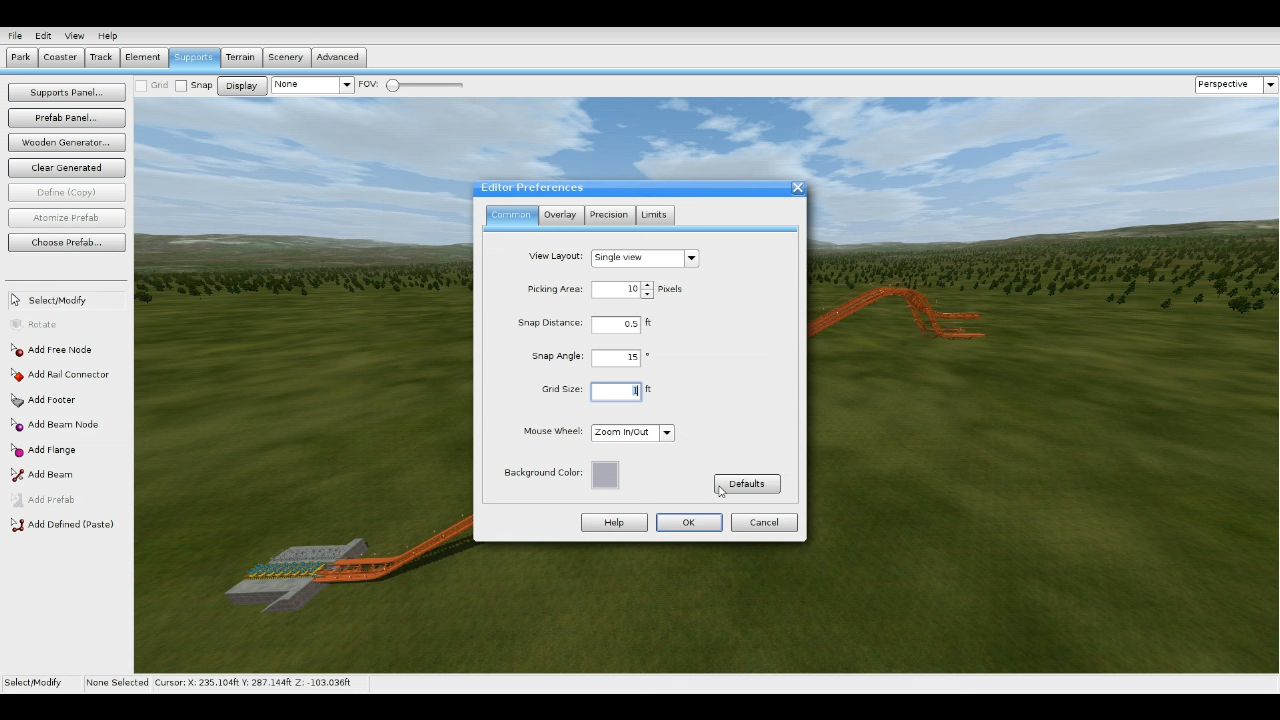 File Edit View Help
Park Coaster Track Element Supports Terrain Scenery Advanced
Grid Snap Display None FOV: Perspective
Supports Panel...
Prefab Panel...
Wooden Generator...
Clear Generated
Define (Copy)
Atomize Prefab
Choose Prefab...
Select/Modify
Rotate
Add Free Node
Add Rail Connector
Add Footer
Add Beam Node
Add Flange
Add Beam
Add Prefab
Add Defined (Paste)
Editor Preferences
Common Overlay Precision Limits
View Layout: Single view
Picking Area: 10 Pixels
Snap Distance: 0.5 ft
Snap Angle: 15 °
Grid Size: 1 ft
Mouse Wheel: Zoom In/Out
Background Color:
Defaults
Help OK Cancel
Select/Modify None Selected Cursor: X: 235.104ft Y: 287.144ft Z: -103.036ft